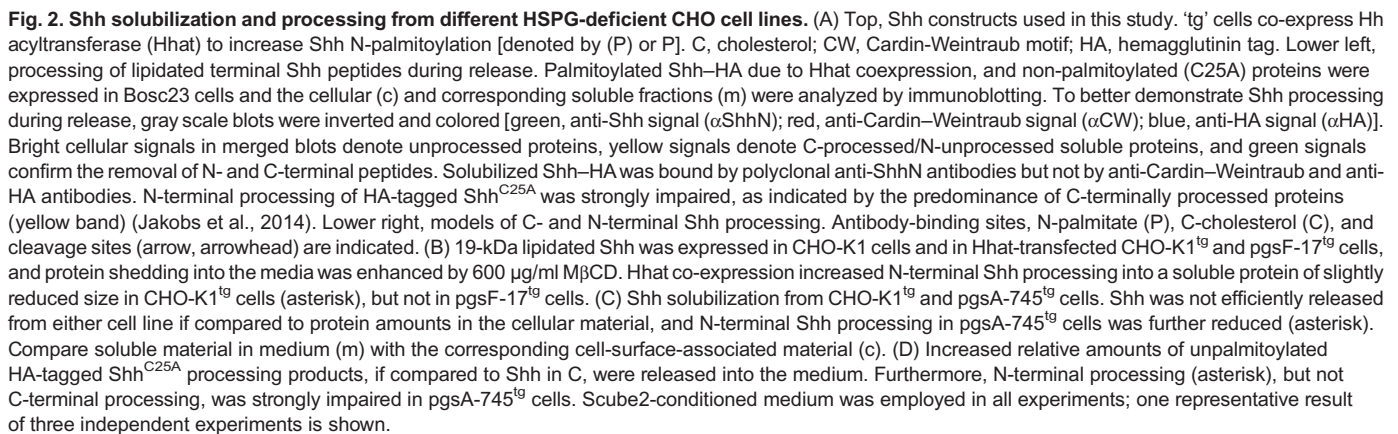 Fig. 2. Shh solubilization and processing from different HSPG-deficient CHO cell lines. (A) Top, Shh constructs used in this study. ‘tg’ cells co-express Hh
acyltransferase (Hhat) to increase Shh N-palmitoylation [denoted by (P) or P]. C, cholesterol; CW, Cardin-Weintraub motif; HA, hemagglutinin tag. Lower left,
processing of lipidated terminal Shh peptides during release. Palmitoylated Shh–HA due to Hhat coexpression, and non-palmitoylated (C25A) proteins were
expressed in Bosc23 cells and the cellular (c) and corresponding soluble fractions (m) were analyzed by immunoblotting. To better demonstrate Shh processing
during release, gray scale blots were inverted and colored [green, anti-Shh signal (αShhN); red, anti-Cardin–Weintraub signal (αCW); blue, anti-HA signal (αHA)].
Bright cellular signals in merged blots denote unprocessed proteins, yellow signals denote C-processed/N-unprocessed soluble proteins, and green signals
confirm the removal of N- and C-terminal peptides. Solubilized Shh–HA was bound by polyclonal anti-ShhN antibodies but not by anti-Cardin–Weintraub and anti-
HA antibodies. N-terminal processing of HA-tagged Shh^C25A was strongly impaired, as indicated by the predominance of C-terminally processed proteins
(yellow band) (Jakobs et al., 2014). Lower right, models of C- and N-terminal Shh processing. Antibody-binding sites, N-palmitate (P), C-cholesterol (C), and
cleavage sites (arrow, arrowhead) are indicated. (B) 19-kDa lipidated Shh was expressed in CHO-K1 cells and in Hhat-transfected CHO-K1^tg and pgsF-17^tg cells,
and protein shedding into the media was enhanced by 600 µg/ml MβCD. Hhat co-expression increased N-terminal Shh processing into a soluble protein of slightly
reduced size in CHO-K1^tg cells (asterisk), but not in pgsF-17^tg cells. (C) Shh solubilization from CHO-K1^tg and pgsA-745^tg cells. Shh was not efficiently released
from either cell line if compared to protein amounts in the cellular material, and N-terminal Shh processing in pgsA-745^tg cells was further reduced (asterisk).
Compare soluble material in medium (m) with the corresponding cell-surface-associated material (c). (D) Increased relative amounts of unpalmitoylated
HA-tagged Shh^C25A processing products, if compared to Shh in C, were released into the medium. Furthermore, N-terminal processing (asterisk), but not
C-terminal processing, was strongly impaired in pgsA-745^tg cells. Scube2-conditioned medium was employed in all experiments; one representative result
of three independent experiments is shown.